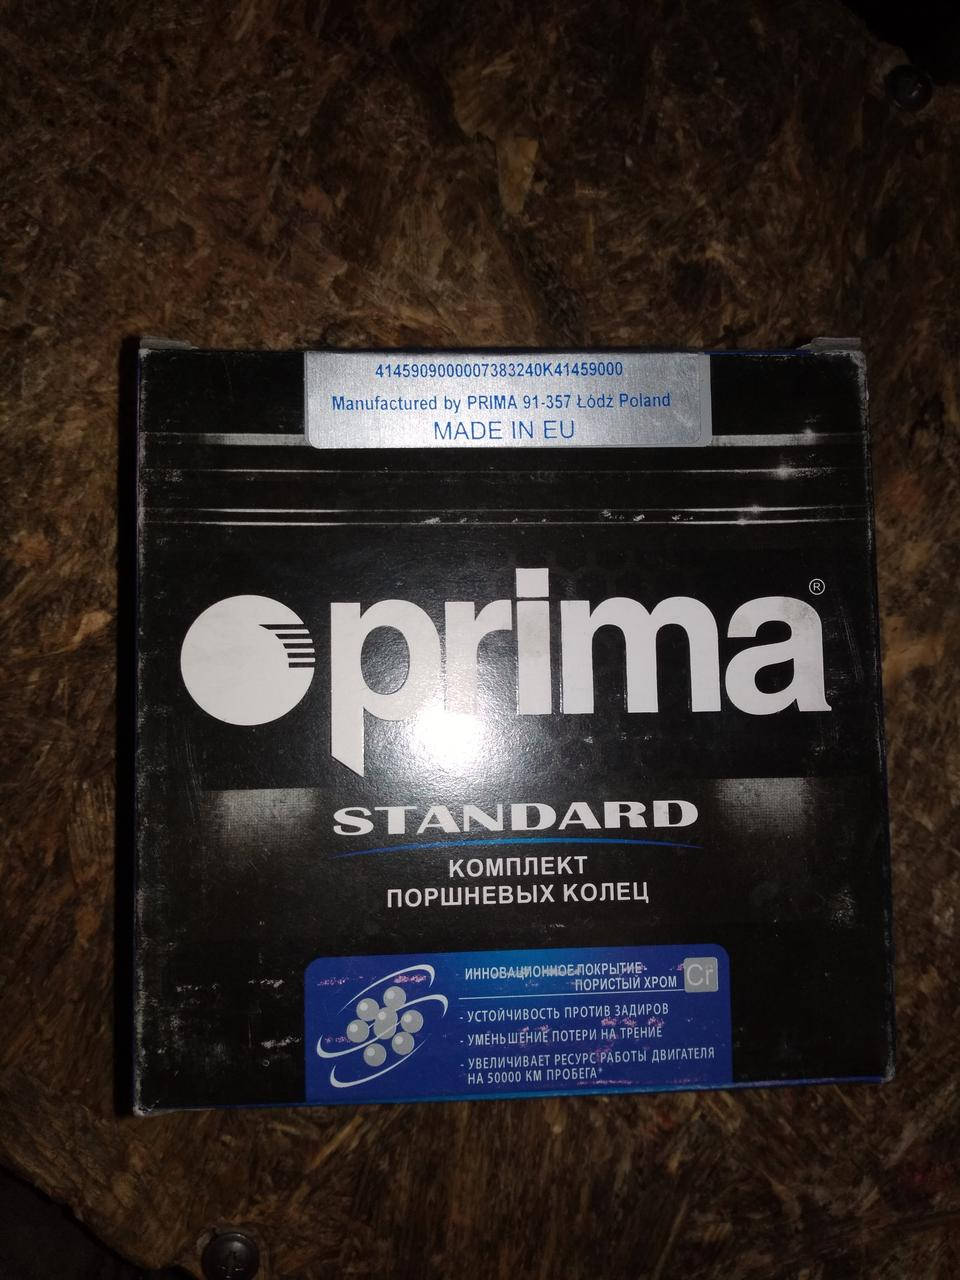 4145909000007383240K41459000
Manufactured by PRIMA 91-357 Łódź Poland
MADE IN EU
prima®
STANDARD
КОМПЛЕКТ
ПОРШНЕВЫХ КОЛЕЦ
ИННОВАЦИОННОЕ ПОКРЫТИЕ-
ПОРИСТЫЙ ХРОМ Cr
- УСТОЙЧИВОСТЬ ПРОТИВ ЗАДИРОВ
- УМЕНЬШЕНИЕ ПОТЕРИ НА ТРЕНИЕ
- УВЕЛИЧИВАЕТ РЕСУРС РАБОТЫ ДВИГАТЕЛЯ
НА 50000 КМ ПРОБЕГА*